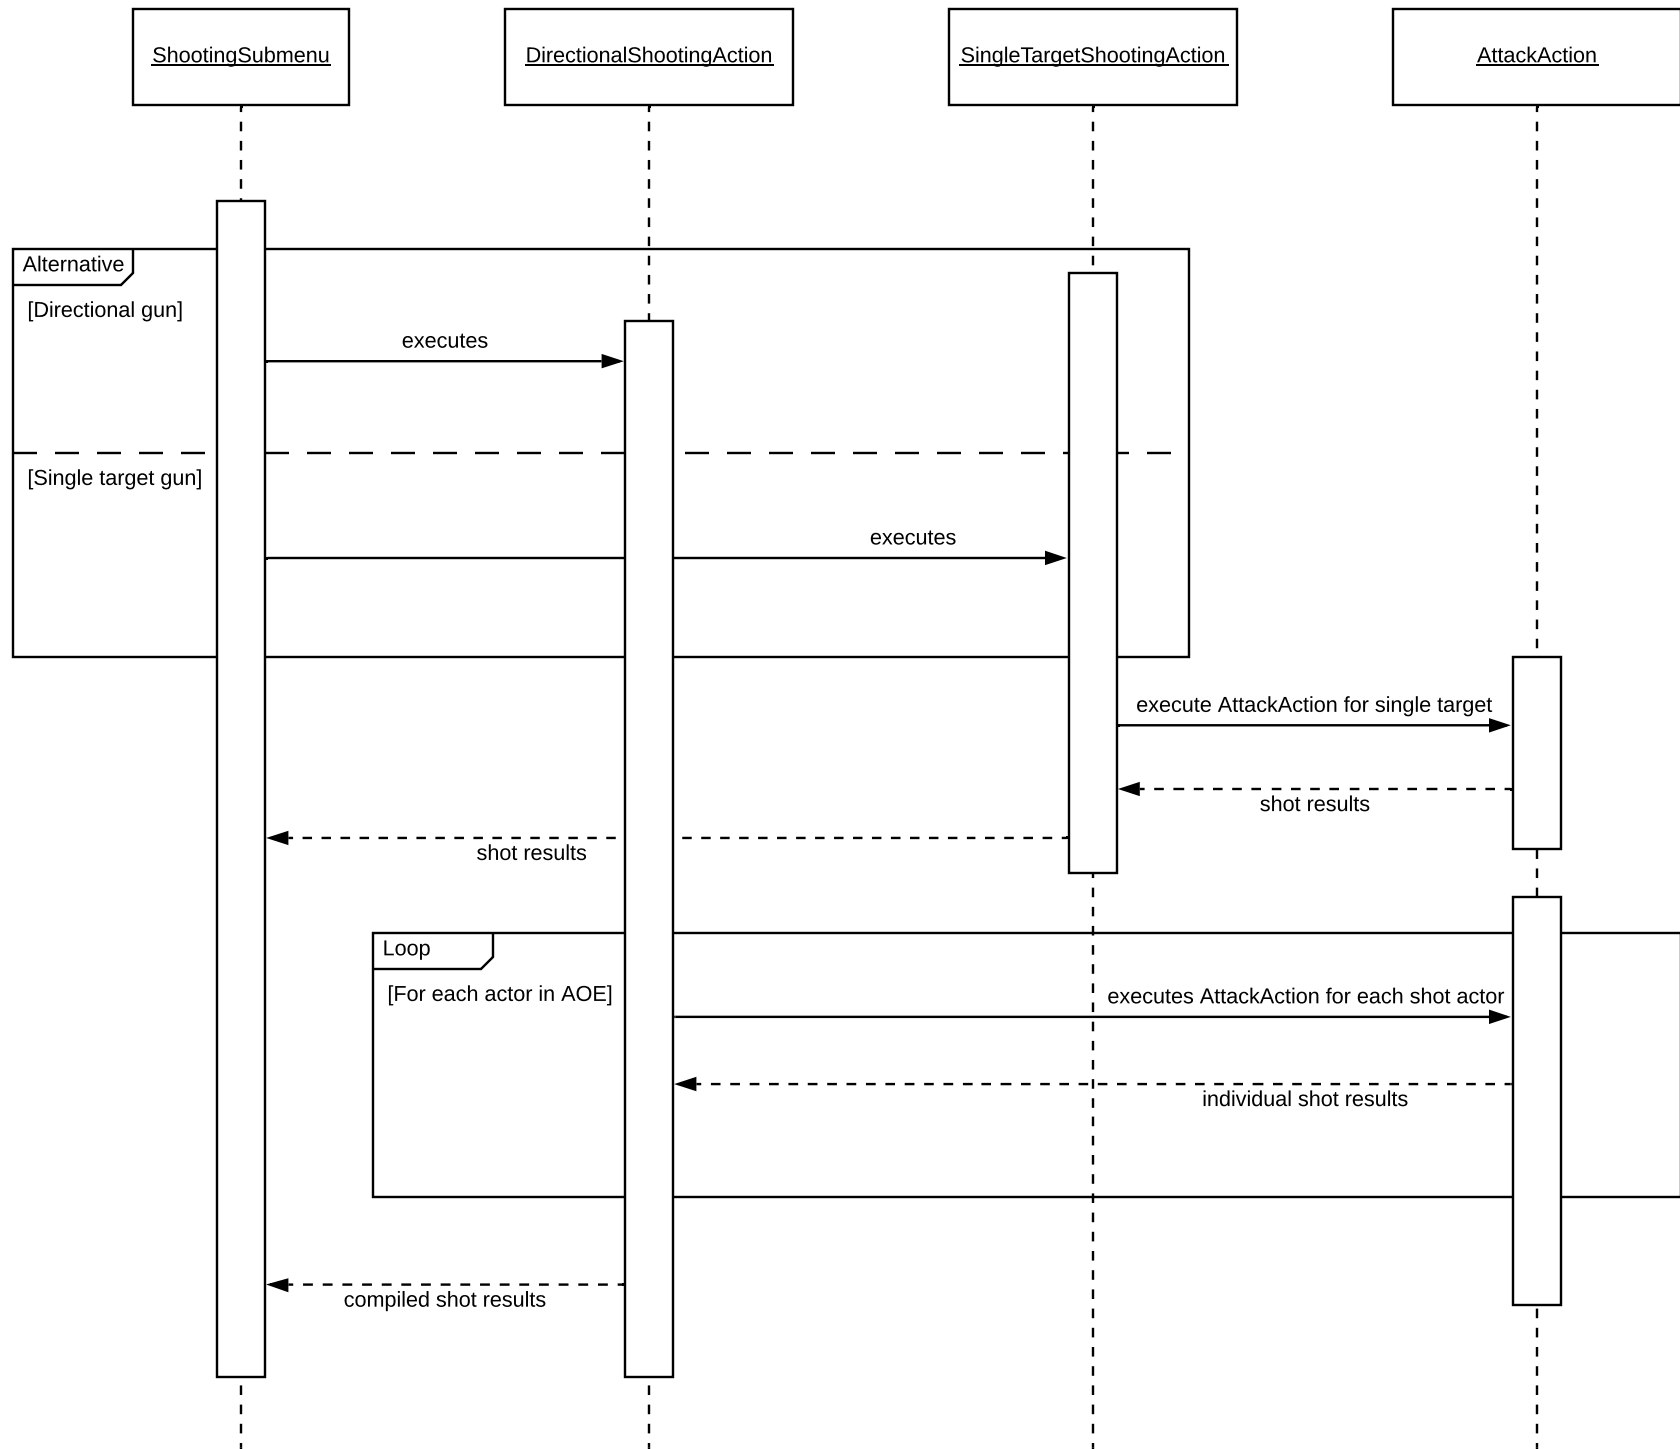 ShootingSubmenu
DirectionalShootingAction
SingleTargetShootingAction
AttackAction
Alternative
[Directional gun]
executes
[Single target gun]
executes
execute AttackAction for single target
shot results
shot results
Loop
[For each actor in AOE]
executes AttackAction for each shot actor
individual shot results
compiled shot results